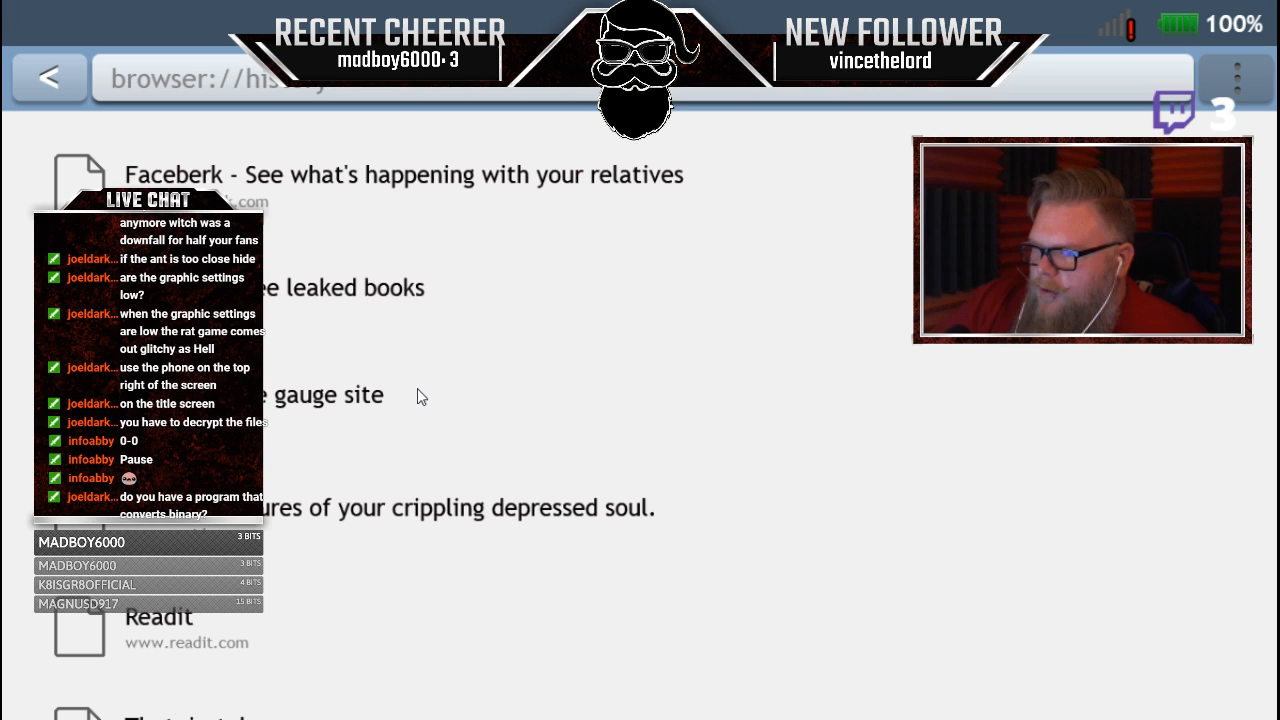 RECENT CHEERER
madboy6000· 3
NEW FOLLOWER
vincethelord
100%
<
browser://history
3
Faceberk - See what's happening with your relatives
.com
leaked books
gauge site
of your crippling depressed soul.
Readit
www.readit.com
LIVE CHAT
anymore witch was a
downfall for half your fans
joeldark... if the ant is too close hide
joeldark... are the graphic settings
low?
joeldark... when the graphic settings
are low the rat game comes
out glitchy as Hell
joeldark... use the phone on the top
right of the screen
joeldark... on the title screen
joeldark... you have to decrypt the files
infoabby 0-0
infoabby Pause
infoabby
joeldark... do you have a program that
converts binary?
MADBOY6000 3 BITS
MADBOY6000 3 BITS
K8ISGR8OFFICIAL 4 BITS
MAGNUSD917 15 BITS